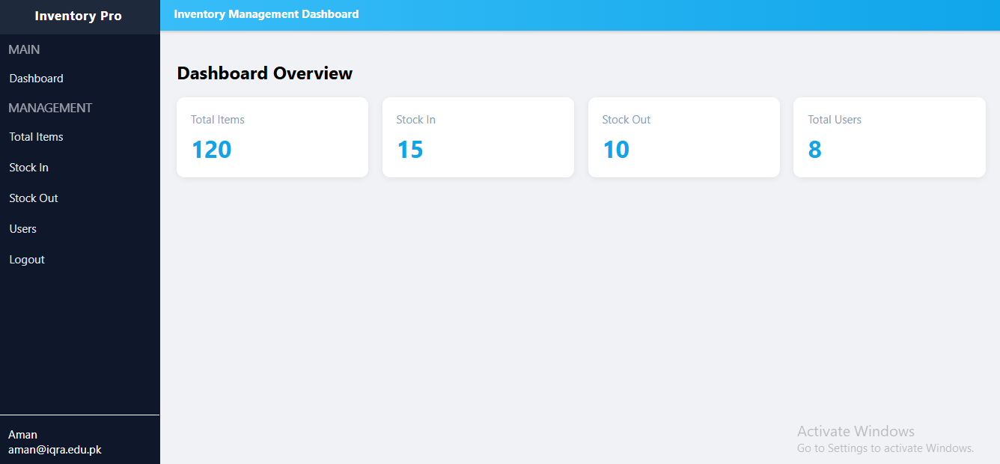 Inventory Pro
MAIN
Dashboard
MANAGEMENT
Total Items
Stock In
Stock Out
Users
Logout
Aman
aman@iqra.edu.pk
Inventory Management Dashboard
Dashboard Overview
Total Items
120
Stock In
15
Stock Out
10
Total Users
8
Activate Windows
Go to Settings to activate Windows.